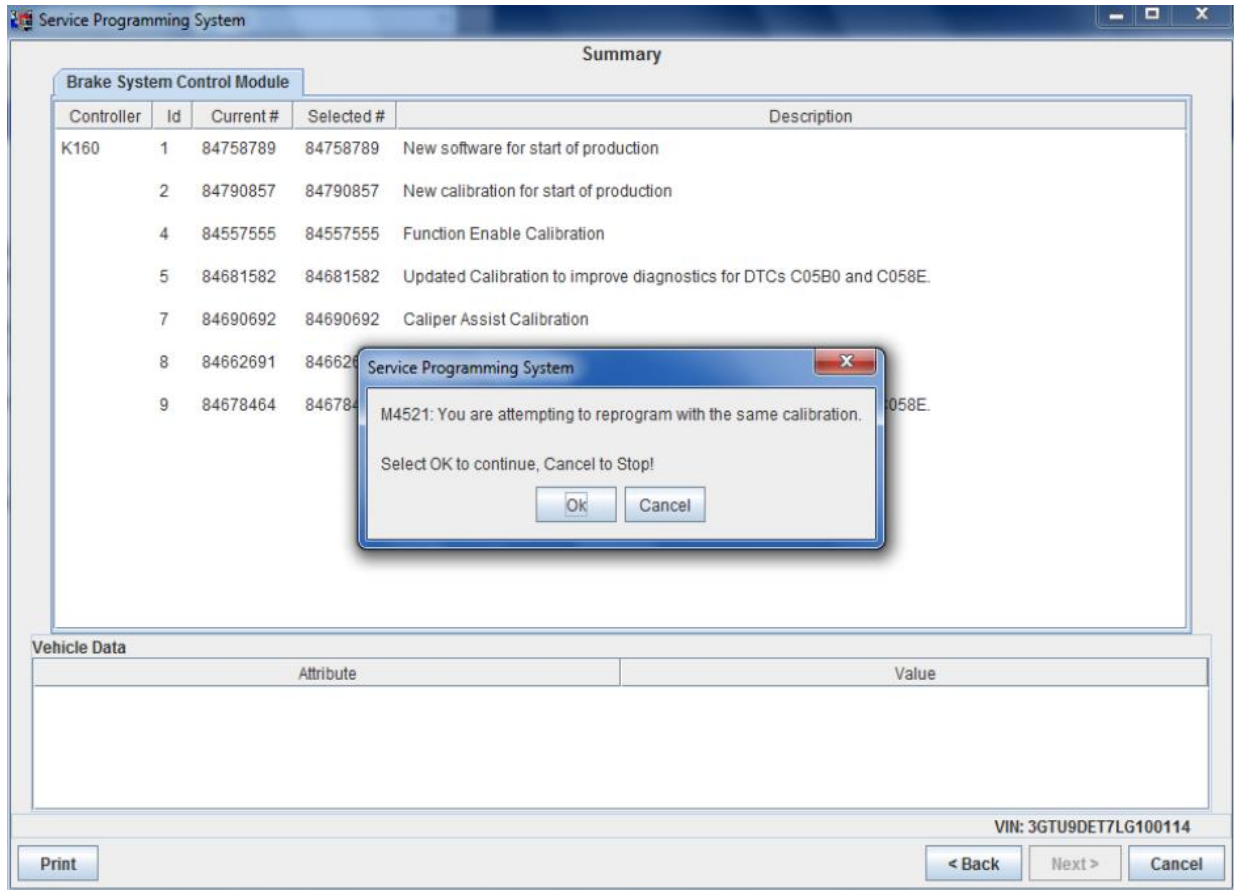 Service Programming System
Summary
Brake System Control Module
Controller Id Current # Selected # Description
K160 1 84758789 84758789 New software for start of production
2 84790857 84790857 New calibration for start of production
4 84557555 84557555 Function Enable Calibration
5 84681582 84681582 Updated Calibration to improve diagnostics for DTCs C05B0 and C058E.
7 84690692 84690692 Caliper Assist Calibration
8 84662691
9 84678464 058E.
Service Programming System
M4521: You are attempting to reprogram with the same calibration.
Select OK to continue, Cancel to Stop!
Ok Cancel
Vehicle Data
Attribute Value
VIN: 3GTU9DET7LG100114
Print < Back Next > Cancel